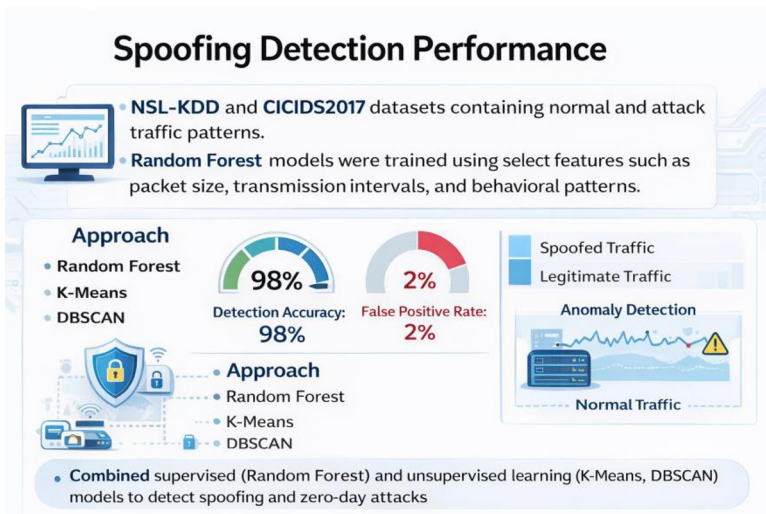 Spoofing Detection Performance
• NSL-KDD and CICIDS2017 datasets containing normal and attack
traffic patterns.
• Random Forest models were trained using select features such as
packet size, transmission intervals, and behavioral patterns.
Approach
• Random Forest
• K-Means
• DBSCAN
98%
Detection Accuracy:
98%
2%
False Positive Rate:
2%
Spoofed Traffic
Legitimate Traffic
Anomaly Detection
Normal Traffic
• Approach
• Random Forest
• K-Means
• DBSCAN
• Combined supervised (Random Forest) and unsupervised learning (K-Means, DBSCAN)
models to detect spoofing and zero-day attacks